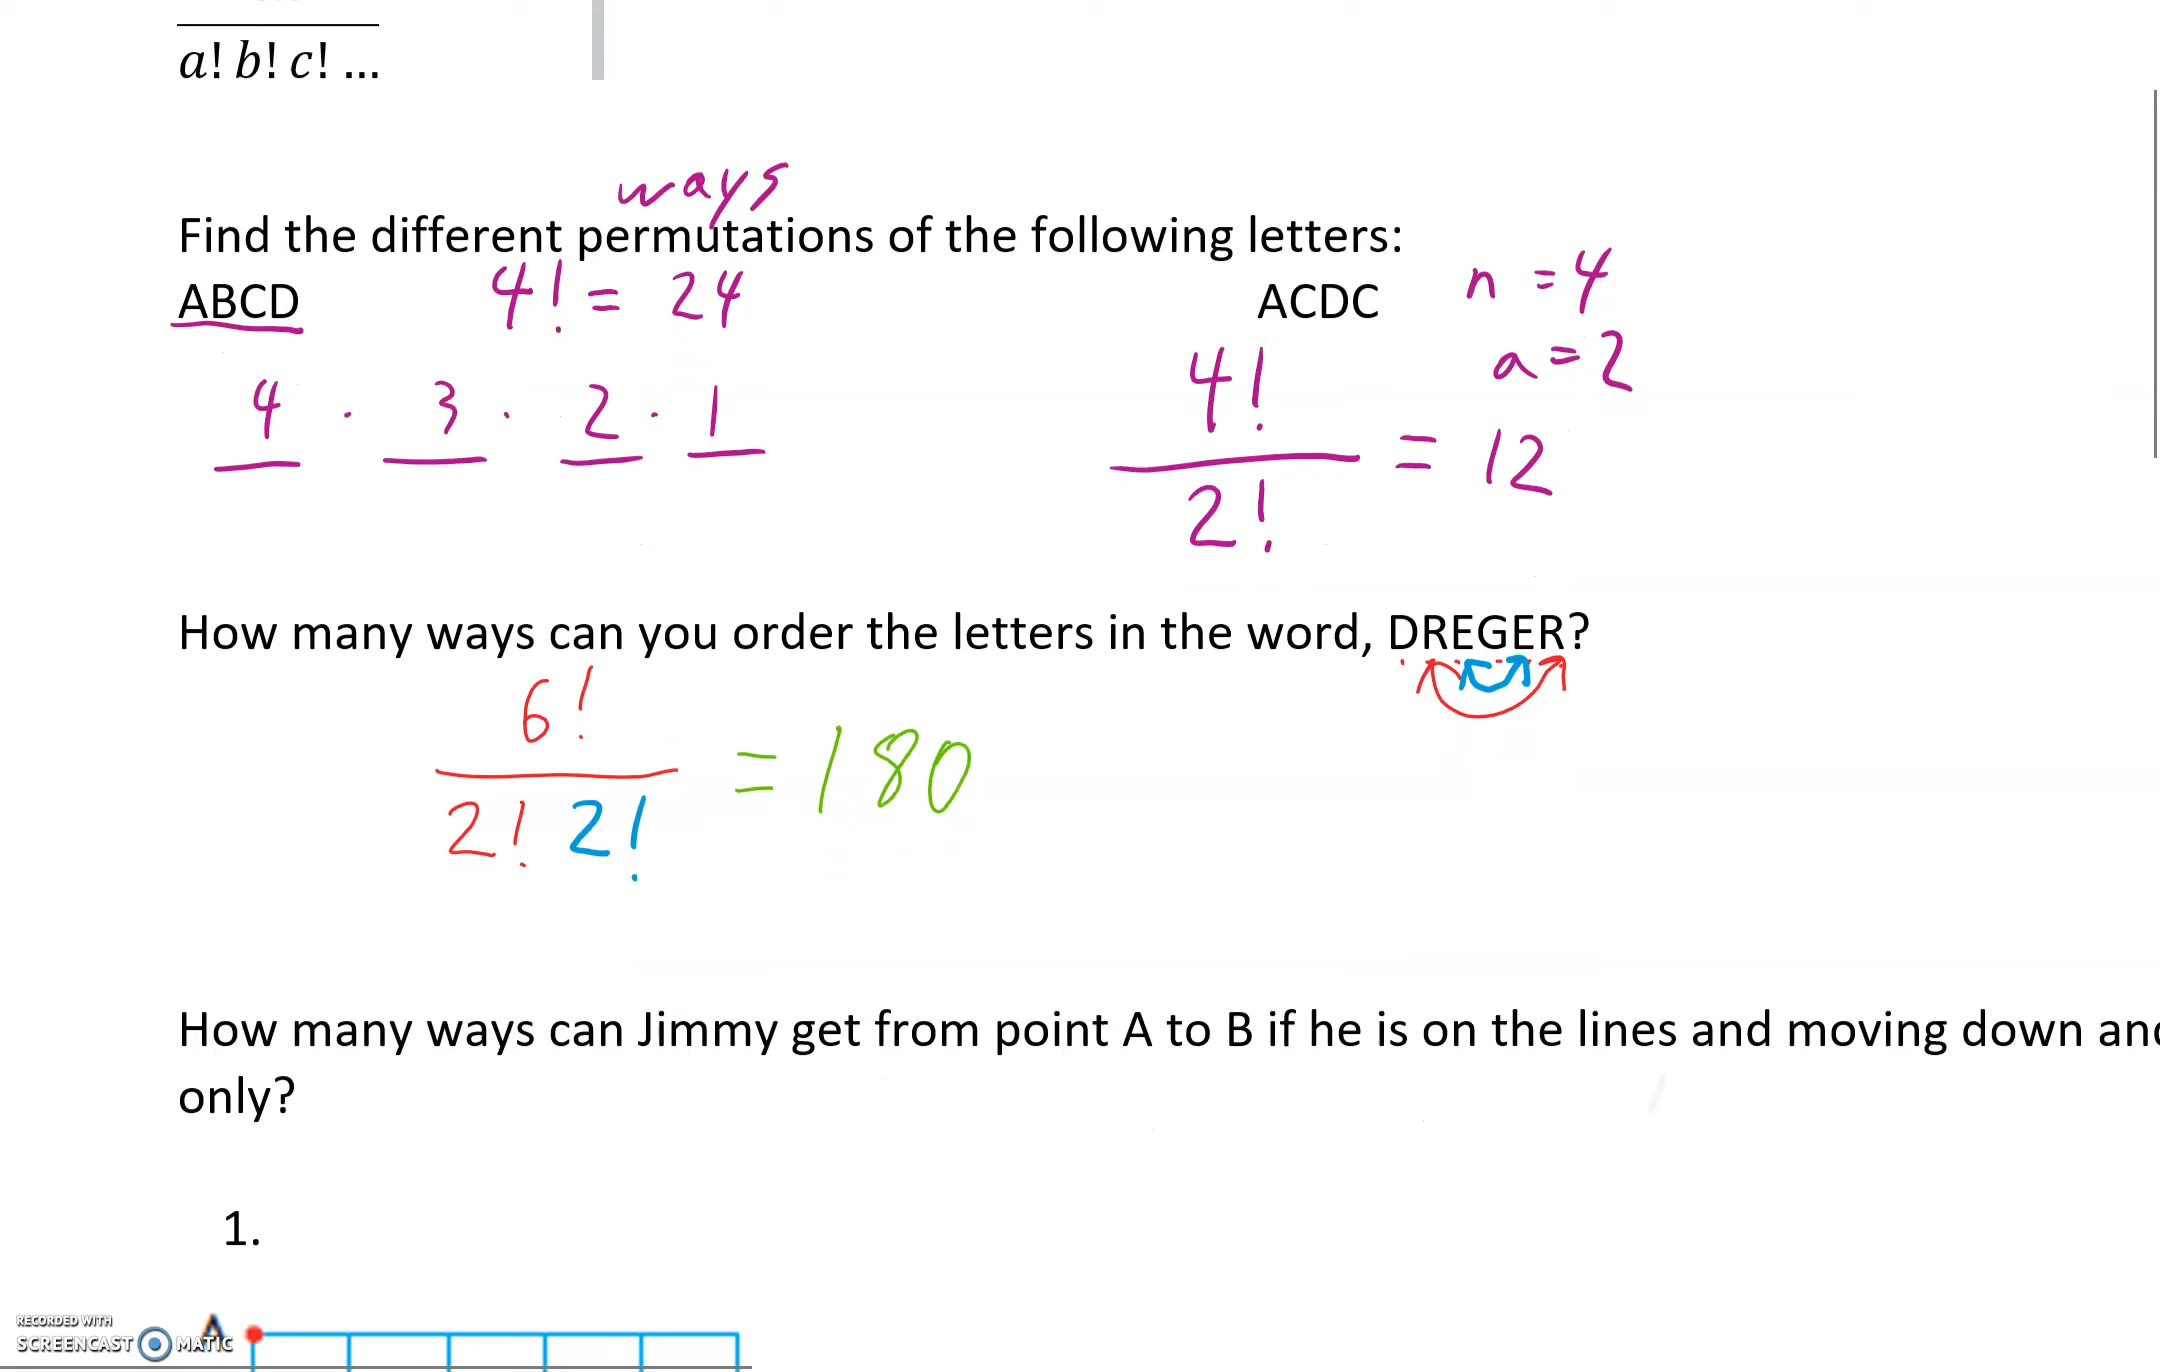 a! b! c! ...
ways
Find the different permutations of the following letters:
ABCD 4! = 24 ACDC n = 4
a = 2
4 · 3 · 2 · 1
4!
2!
= 12
How many ways can you order the letters in the word, DREGER?
6!
2! 2!
= 180
How many ways can Jimmy get from point A to B if he is on the lines and moving down
only?
1.
A
RECORDED WITH
SCREENCAST MATIC